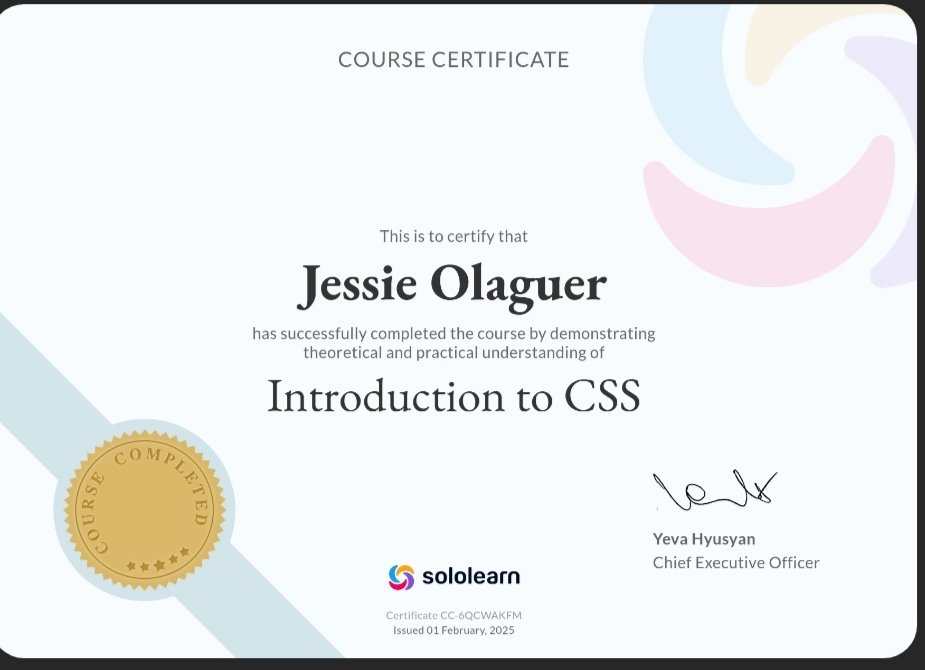 COURSE CERTIFICATE
This is to certify that
Jessie Olaguer
has successfully completed the course by demonstrating
theoretical and practical understanding of
Introduction to CSS
COURSE COMPLETED
Yeva Hyusyan
Chief Executive Officer
sololearn
Certificate CC-6QCWAKFM
Issued 01 February, 2025